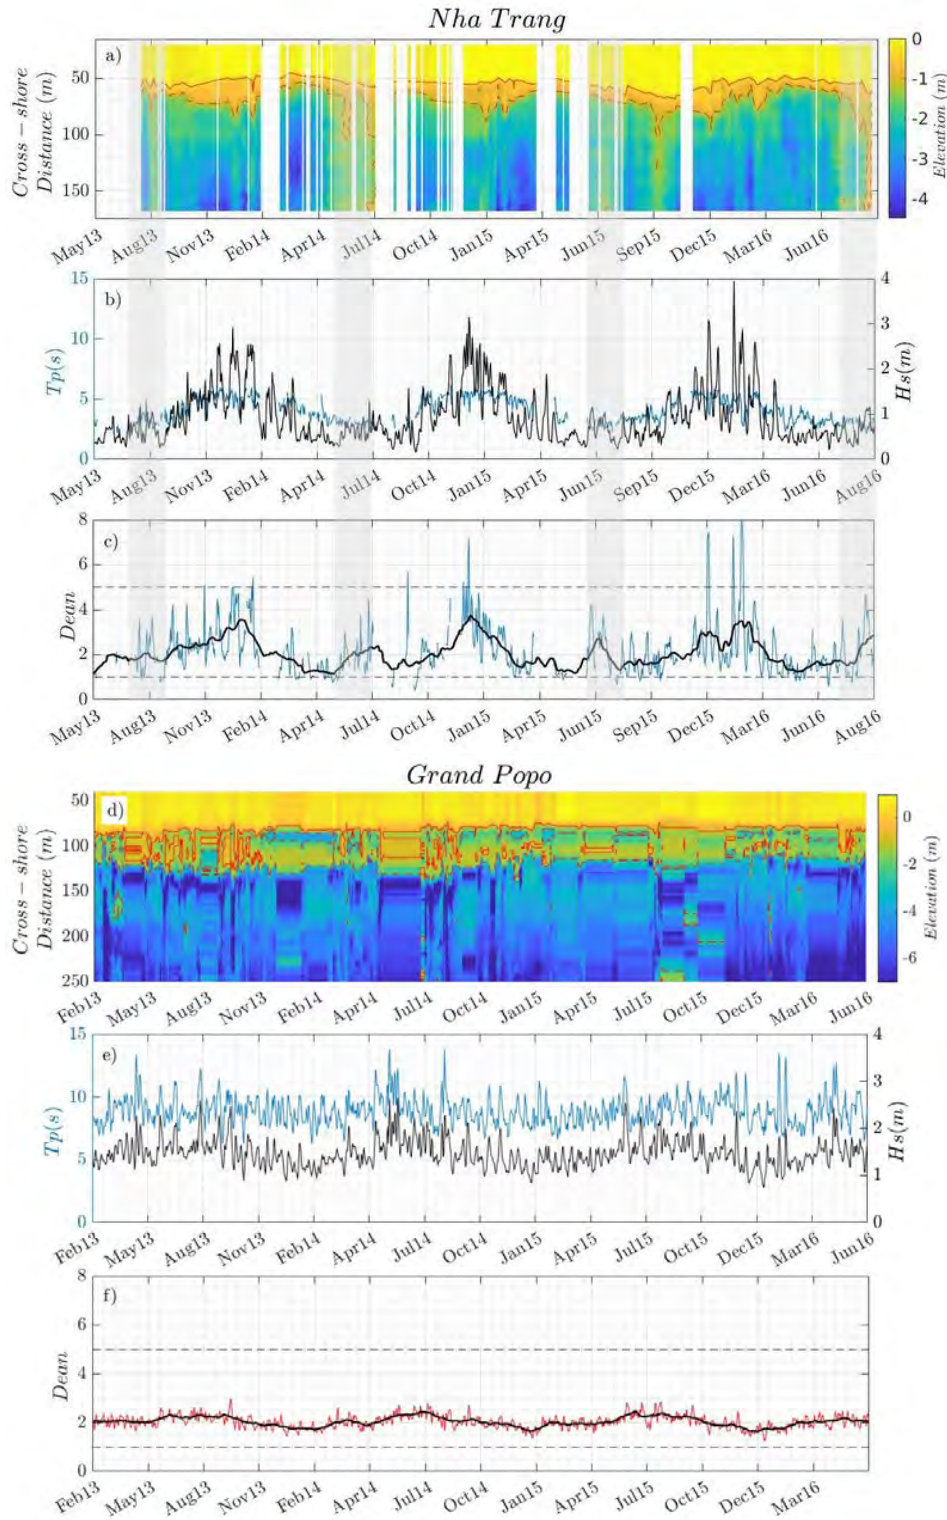 Nha Trang
a)
Cross − shore
Distance (m)
50
100
150
0
-1
-2
-3
-4
Elevation (m)
May13 Aug13 Nov13 Feb14 Apr14 Jul14 Oct14 Jan15 Apr15 Jun15 Sep15 Dec15 Mar16 Jun16
b)
Tp(s)
15
10
5
0
4
3
2
1
0
Hs(m)
May13 Aug13 Nov13 Feb14 Apr14 Jul14 Oct14 Jan15 Apr15 Jun15 Sep15 Dec15 Mar16 Jun16 Aug16
c)
Dean
8
6
4
2
0
May13 Aug13 Nov13 Feb14 Apr14 Jul14 Oct14 Jan15 Apr15 Jun15 Sep15 Dec15 Mar16 Jun16 Aug16
Grand Popo
d)
Cross − shore
Distance (m)
50
100
150
200
250
0
-2
-4
-6
Elevation (m)
Feb13 May13 Aug13 Nov13 Feb14 Apr14 Jul14 Oct14 Jan15 Apr15 Jul15 Oct15 Dec15 Mar16 Jun16
e)
Tp(s)
15
10
5
0
4
3
2
1
0
Hs(m)
Feb13 May13 Aug13 Nov13 Feb14 Apr14 Jul14 Oct14 Jan15 Apr15 Jul15 Oct15 Dec15 Mar16 Jun16
f)
Dean
8
6
4
2
0
Feb13 May13 Aug13 Nov13 Feb14 Apr14 Jul14 Oct14 Jan15 Apr15 Jul15 Oct15 Dec15 Mar16